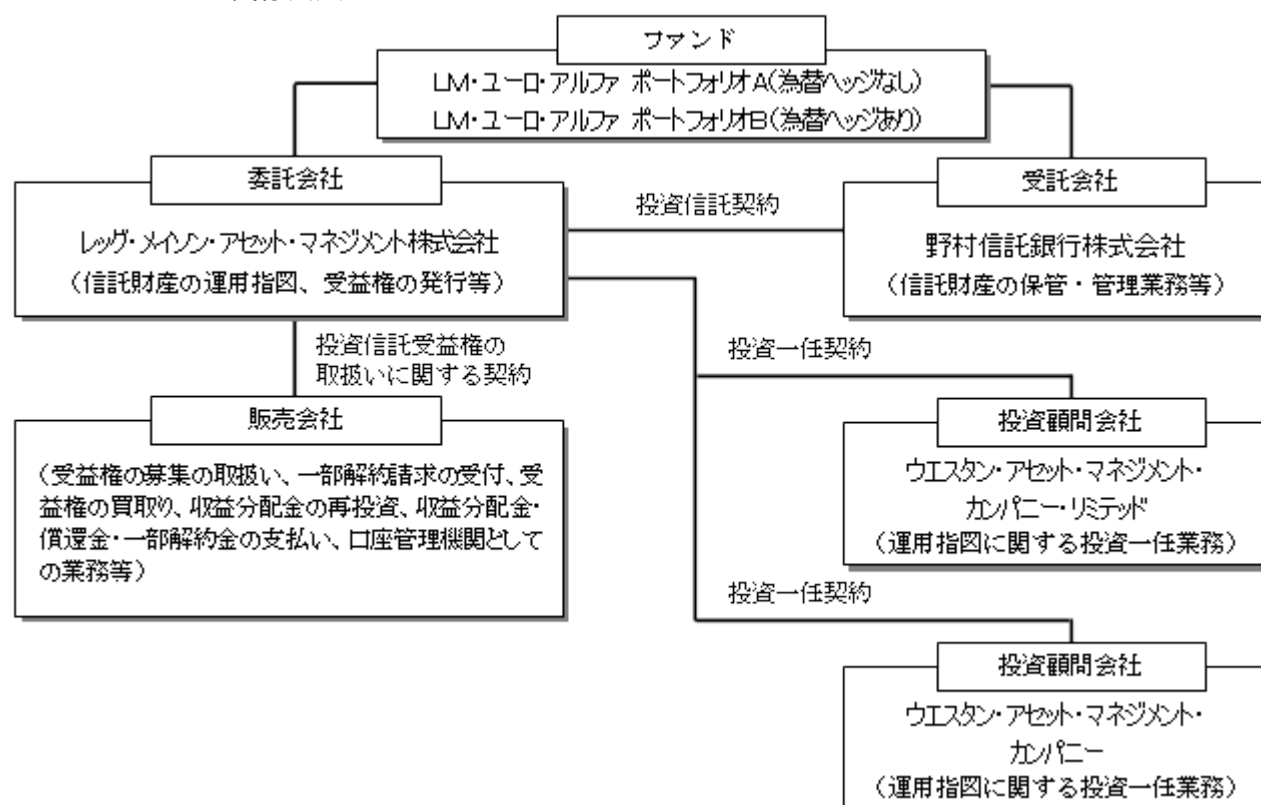 ファンド
LM・ユーロ・アルファ ポートフォリオA(為替ヘッジなし)
LM・ユーロ・アルファ ポートフォリオB(為替ヘッジあり)
委託会社
レッグ・メイソン・アセット・マネジメント株式会社
(信託財産の運用指図、受益権の発行等)
投資信託契約
受託会社
野村信託銀行株式会社
(信託財産の保管・管理業務等)
投資信託受益権の
取扱いに関する契約
投資一任契約
販売会社
(受益権の募集の取扱い、一部解約請求の受付、受
益権の買取り、収益分配金の再投資、収益分配金・
償還金・一部解約金の支払い、口座管理機関として
の業務等)
投資顧問会社
ウエスタン・アセット・マネジメント・
カンパニー・リミテッド
(運用指図に関する投資一任業務)
投資一任契約
投資顧問会社
ウエスタン・アセット・マネジメント・
カンパニー
(運用指図に関する投資一任業務)